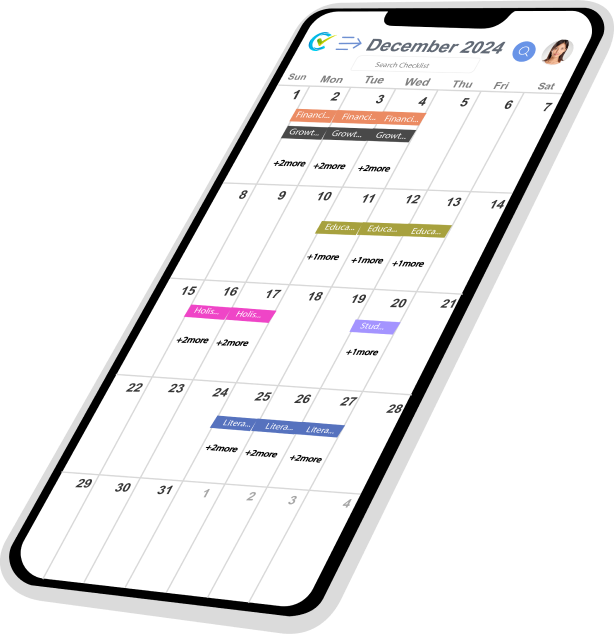 December 2024
Search Checklist
Sun Mon Tue Wed Thu Fri Sat
1 2 3 4 5 6 7
Financi... Financi... Financi...
Growt... Growt... Growt...
+2more +2more +2more
8 9 10 11 12 13 14
Educa... Educa... Educa...
+1more +1more +1more
15 16 17 18 19 20 21
Holis... Holis... Stud...
+2more +2more +1more
22 23 24 25 26 27 28
Litera... Litera... Litera...
+2more +2more +2more
29 30 31 1 2 3 4